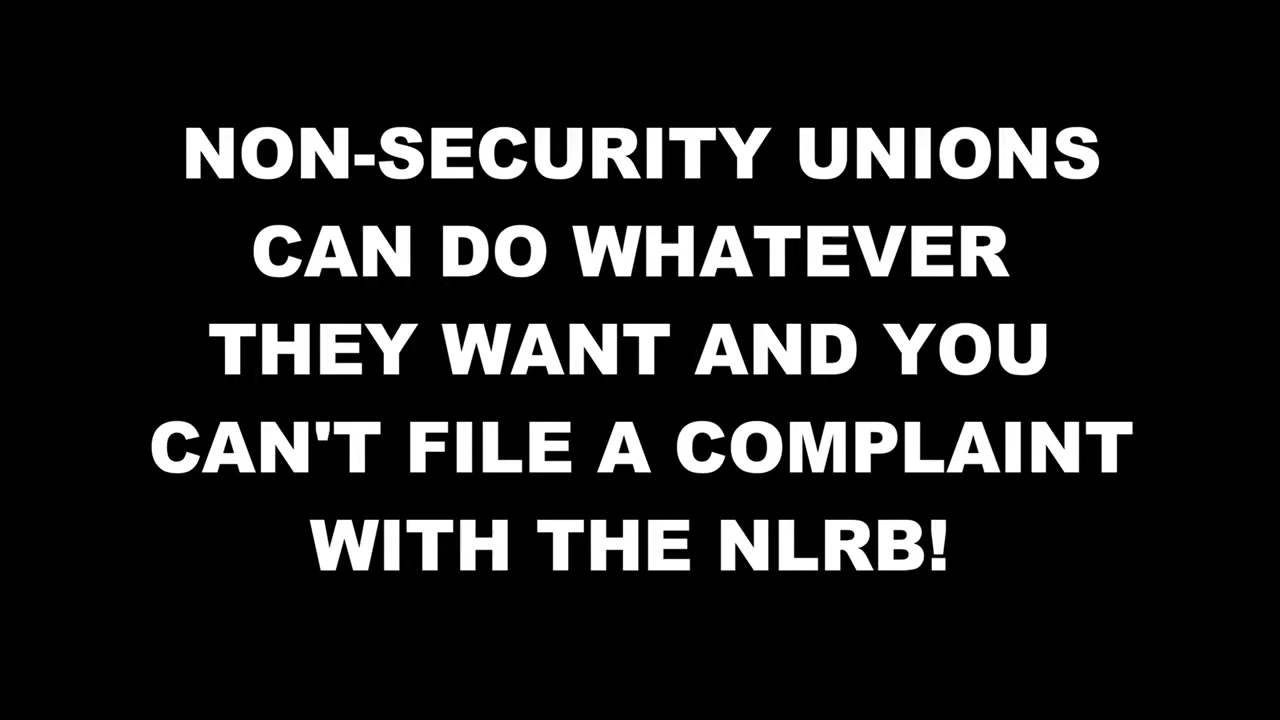 NON-SECURITY UNIONS
CAN DO WHATEVER
THEY WANT AND YOU
CAN'T FILE A COMPLAINT
WITH THE NLRB!